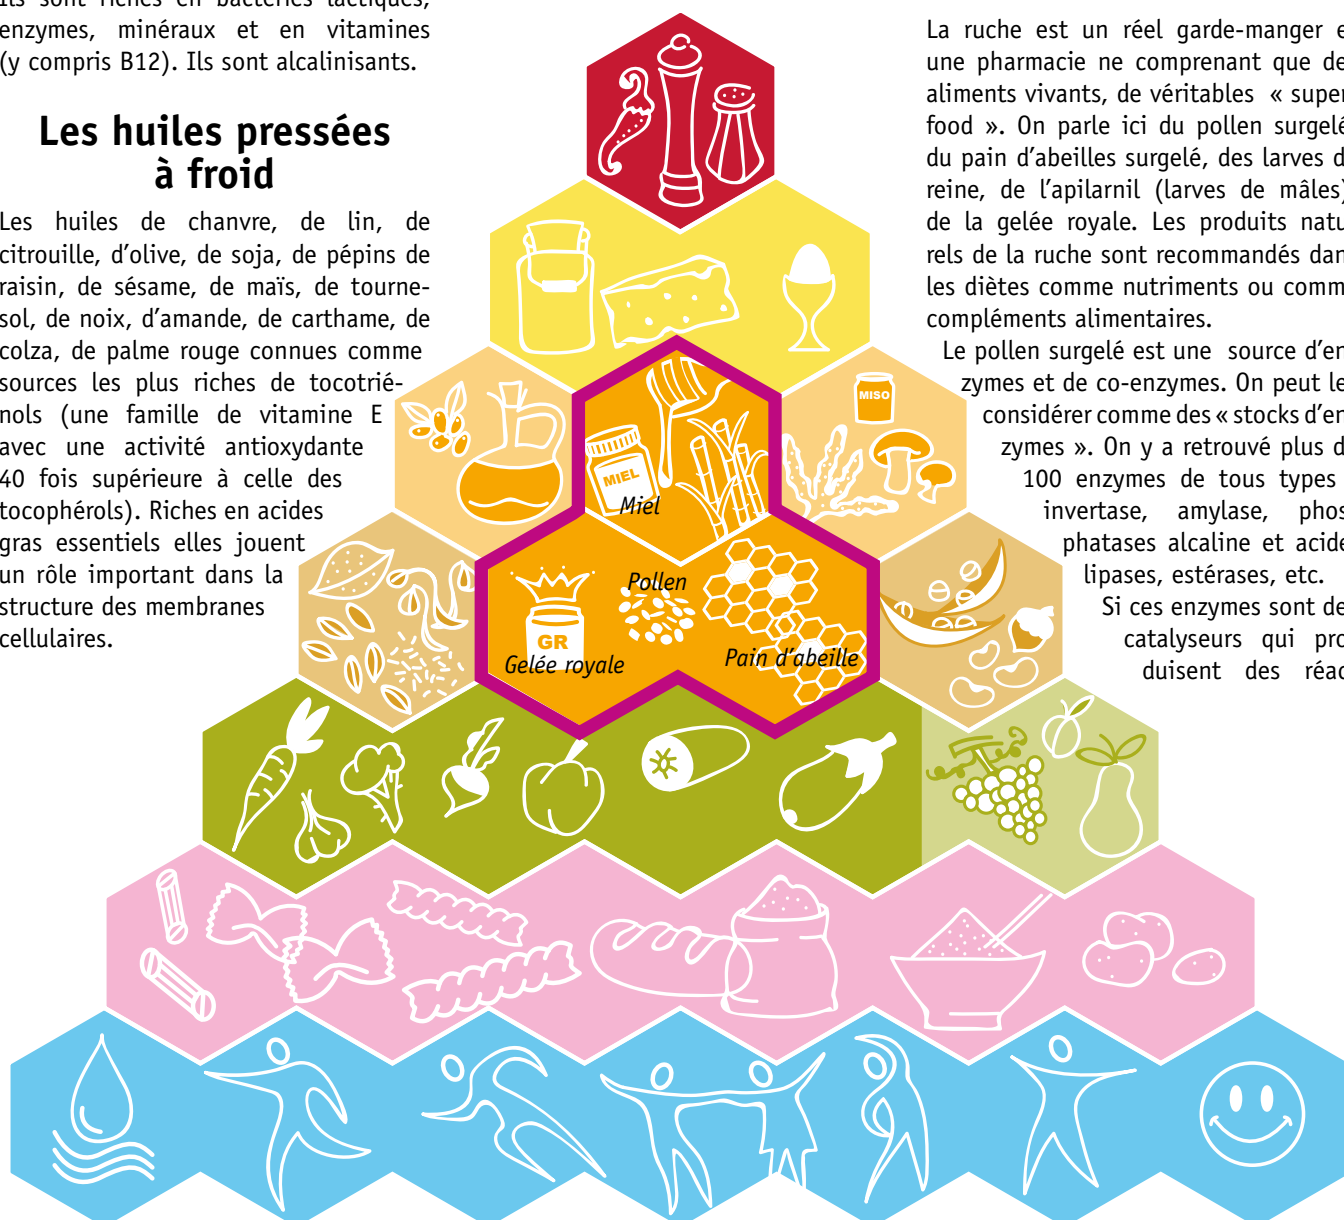 Ils sont riches en bactéries lactiques,
enzymes, minéraux et en vitamines
(y compris B12). Ils sont alcalinisants.
Les huiles pressées
à froid
Les huiles de chanvre, de lin, de
citrouille, d'olive, de soja, de pépins de
raisin, de sésame, de maïs, de tourne-
sol, de noix, d'amande, de carthame, de
colza, de palme rouge connues comme
sources les plus riches de tocotrié-
nols (une famille de vitamine E
avec une activité antioxydante
40 fois supérieure à celle des
tocophérols). Riches en acides
gras essentiels elles jouent
un rôle important dans la
structure des membranes
cellulaires.
MISO
MIEL
Miel
Pollen
GR
Gelée royale
Pain d'abeille
La ruche est un réel garde-manger e
une pharmacie ne comprenant que de
aliments vivants, de véritables « super
food ». On parle ici du pollen surgelé
du pain d'abeilles surgelé, des larves d
reine, de l'apilarnil (larves de mâles)
de la gelée royale. Les produits natu
rels de la ruche sont recommandés dan
les diètes comme nutriments ou comm
compléments alimentaires.
Le pollen surgelé est une source d'en
zymes et de co-enzymes. On peut le
considérer comme des « stocks d'en
zymes ». On y a retrouvé plus d
100 enzymes de tous types
invertase, amylase, phos
phatases alcaline et acide
lipases, estérases, etc.
Si ces enzymes sont de
catalyseurs qui pro
duisent des réac